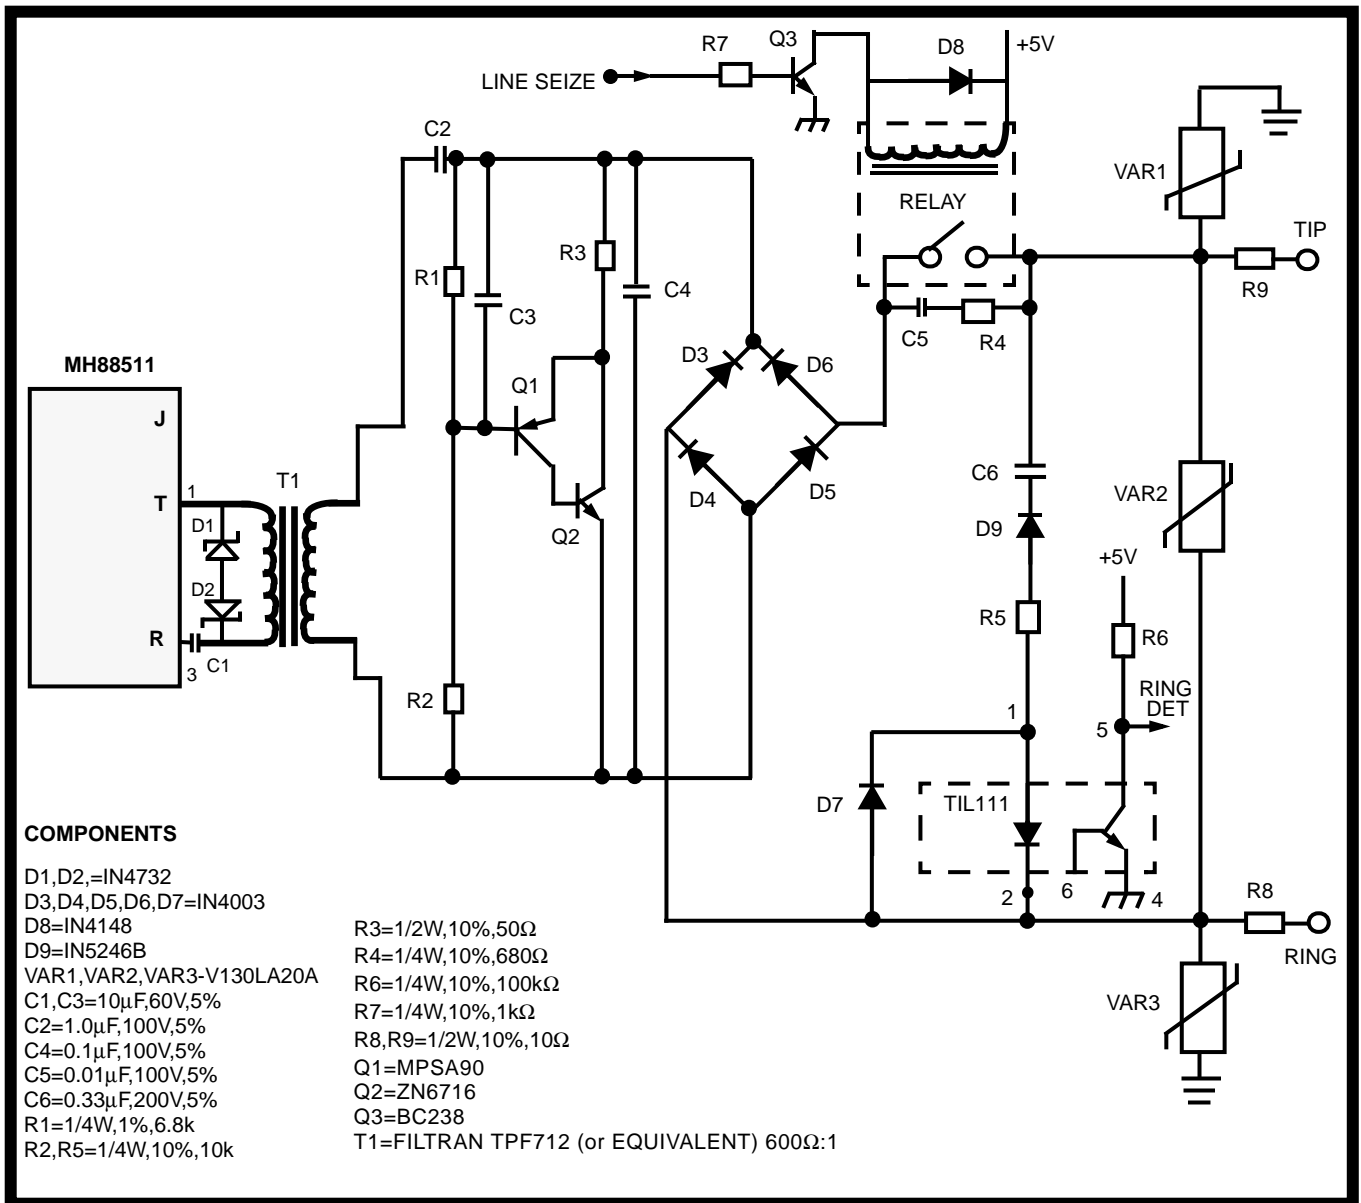 R7
Q3
D8
+5V
LINE SEIZE
C2
VAR1
RELAY
TIP
R3
R1
C4
C3
R9
C5
R4
MH88511
D3
D6
Q1
J
C6
T1
D4
D5
VAR2
1
T
D1
D9
Q2
+5V
D2
R5
R6
R
C1
3
RING
DET
R2
1
5
D7
TIL111
2
6
4
R8
RING
VAR3
COMPONENTS
D1,D2,=IN4732
D3,D4,D5,D6,D7=IN4003
D8=IN4148
D9=IN5246B
VAR1,VAR2,VAR3-V130LA20A
C1,C3=10µF,60V,5%
C2=1.0µF,100V,5%
C4=0.1µF,100V,5%
C5=0.01µF,100V,5%
C6=0.33µF,200V,5%
R1=1/4W,1%,6.8k
R2,R5=1/4W,10%,10k
R3=1/2W,10%,50Ω
R4=1/4W,10%,680Ω
R6=1/4W,10%,100kΩ
R7=1/4W,10%,1kΩ
R8,R9=1/2W,10%,10Ω
Q1=MPSA90
Q2=ZN6716
Q3=BC238
T1=FILTRAN TPF712 (or EQUIVALENT) 600Ω:1